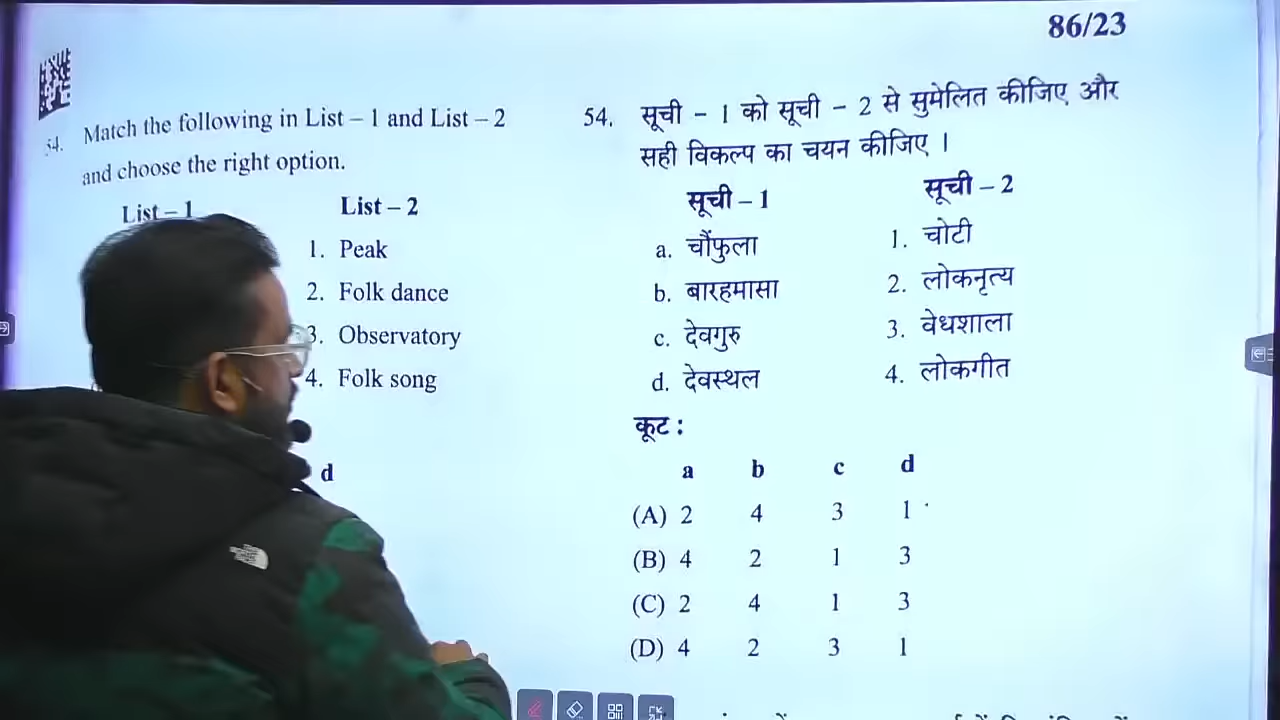 86/23
54. Match the following in List – 1 and List – 2
and choose the right option.
List – 1 List – 2
1. Peak
2. Folk dance
3. Observatory
4. Folk song
d
54. सूची – 1 को सूची – 2 से सुमेलित कीजिए और
सही विकल्प का चयन कीजिए ।
सूची – 1 सूची – 2
a. चौंफुला 1. चोटी
b. बारहमासा 2. लोकनृत्य
c. देवगुरु 3. वेधशाला
d. देवस्थल 4. लोकगीत
कूट :
a b c d
(A) 2 4 3 1
(B) 4 2 1 3
(C) 2 4 1 3
(D) 4 2 3 1